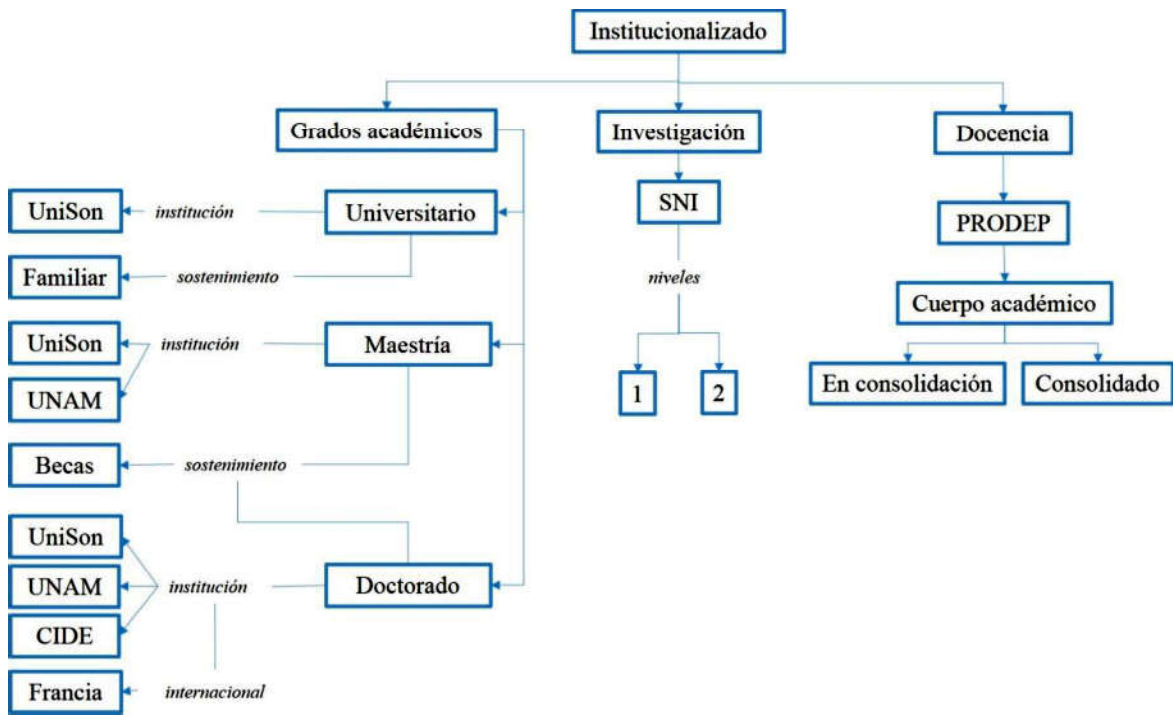 Institucionalizado
Grados académicos
Investigación
Docencia
UniSon
institución
Universitario
SNI
PRODEP
Familiar
sostenimiento
niveles
Cuerpo académico
UniSon
institución
Maestría
UNAM
1
2
En consolidación
Consolidado
Becas
sostenimiento
UniSon
UNAM
institución
Doctorado
CIDE
Francia
internacional